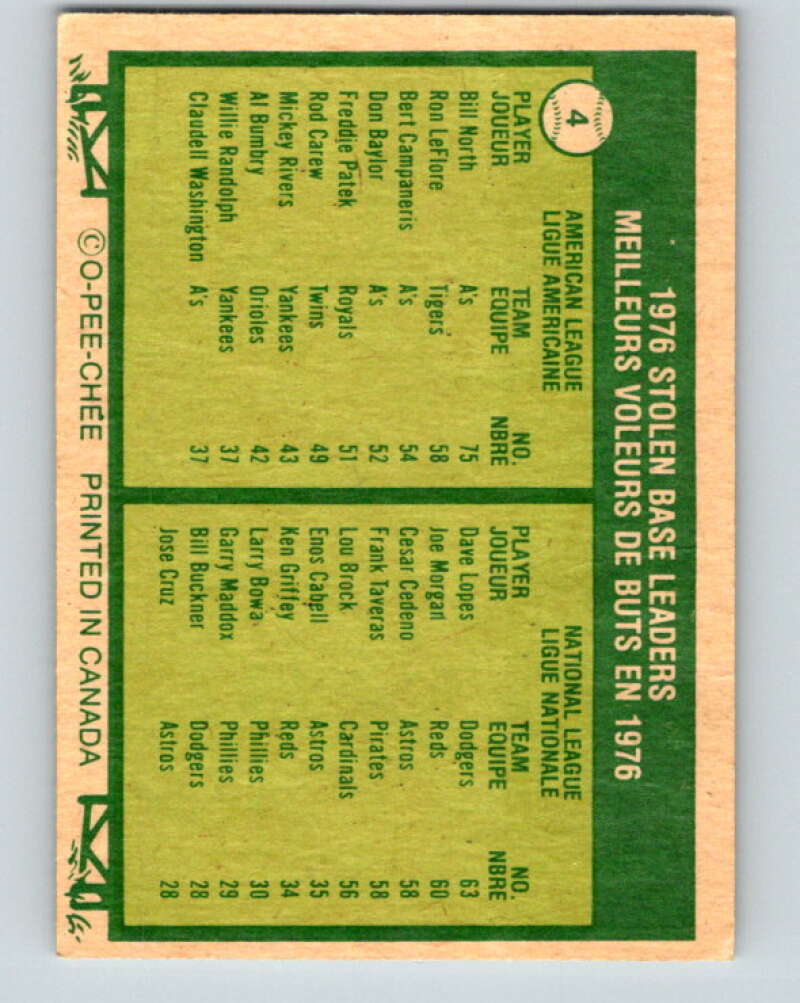 4
1976 STOLEN BASE LEADERS
MEILLEURS VOLEURS DE BUTS EN 1976
AMERICAN LEAGUE
LIGUE AMERICAINE
PLAYER TEAM NO.
JOUEUR EQUIPE NBRE
Bill North A's 75
Ron LeFlore Tigers 58
Bert Campaneris A's 54
Don Baylor A's 52
Freddie Patek Royals 51
Rod Carew Twins 49
Mickey Rivers Yankees 43
Al Bumbry Orioles 42
Willie Randolph Yankees 37
Claudell Washington A's 37
NATIONAL LEAGUE
LIGUE NATIONALE
PLAYER TEAM NO.
JOUEUR EQUIPE NBRE
Dave Lopes Dodgers 63
Joe Morgan Reds 60
Cesar Cedeno Astros 58
Frank Taveras Pirates 58
Lou Brock Cardinals 56
Enos Cabell Astros 35
Ken Griffey Reds 34
Larry Bowa Phillies 30
Garry Maddox Phillies 29
Bill Buckner Dodgers 28
Jose Cruz Astros 28
©O-PEE-CHEE PRINTED IN CANADA